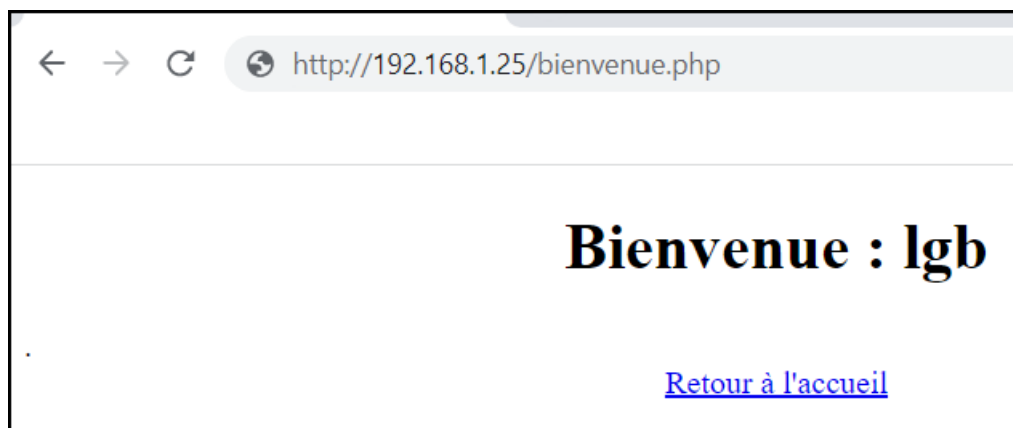 http://192.168.1.25/bienvenue.php
Bienvenue : lgb
.
Retour à l'accueil